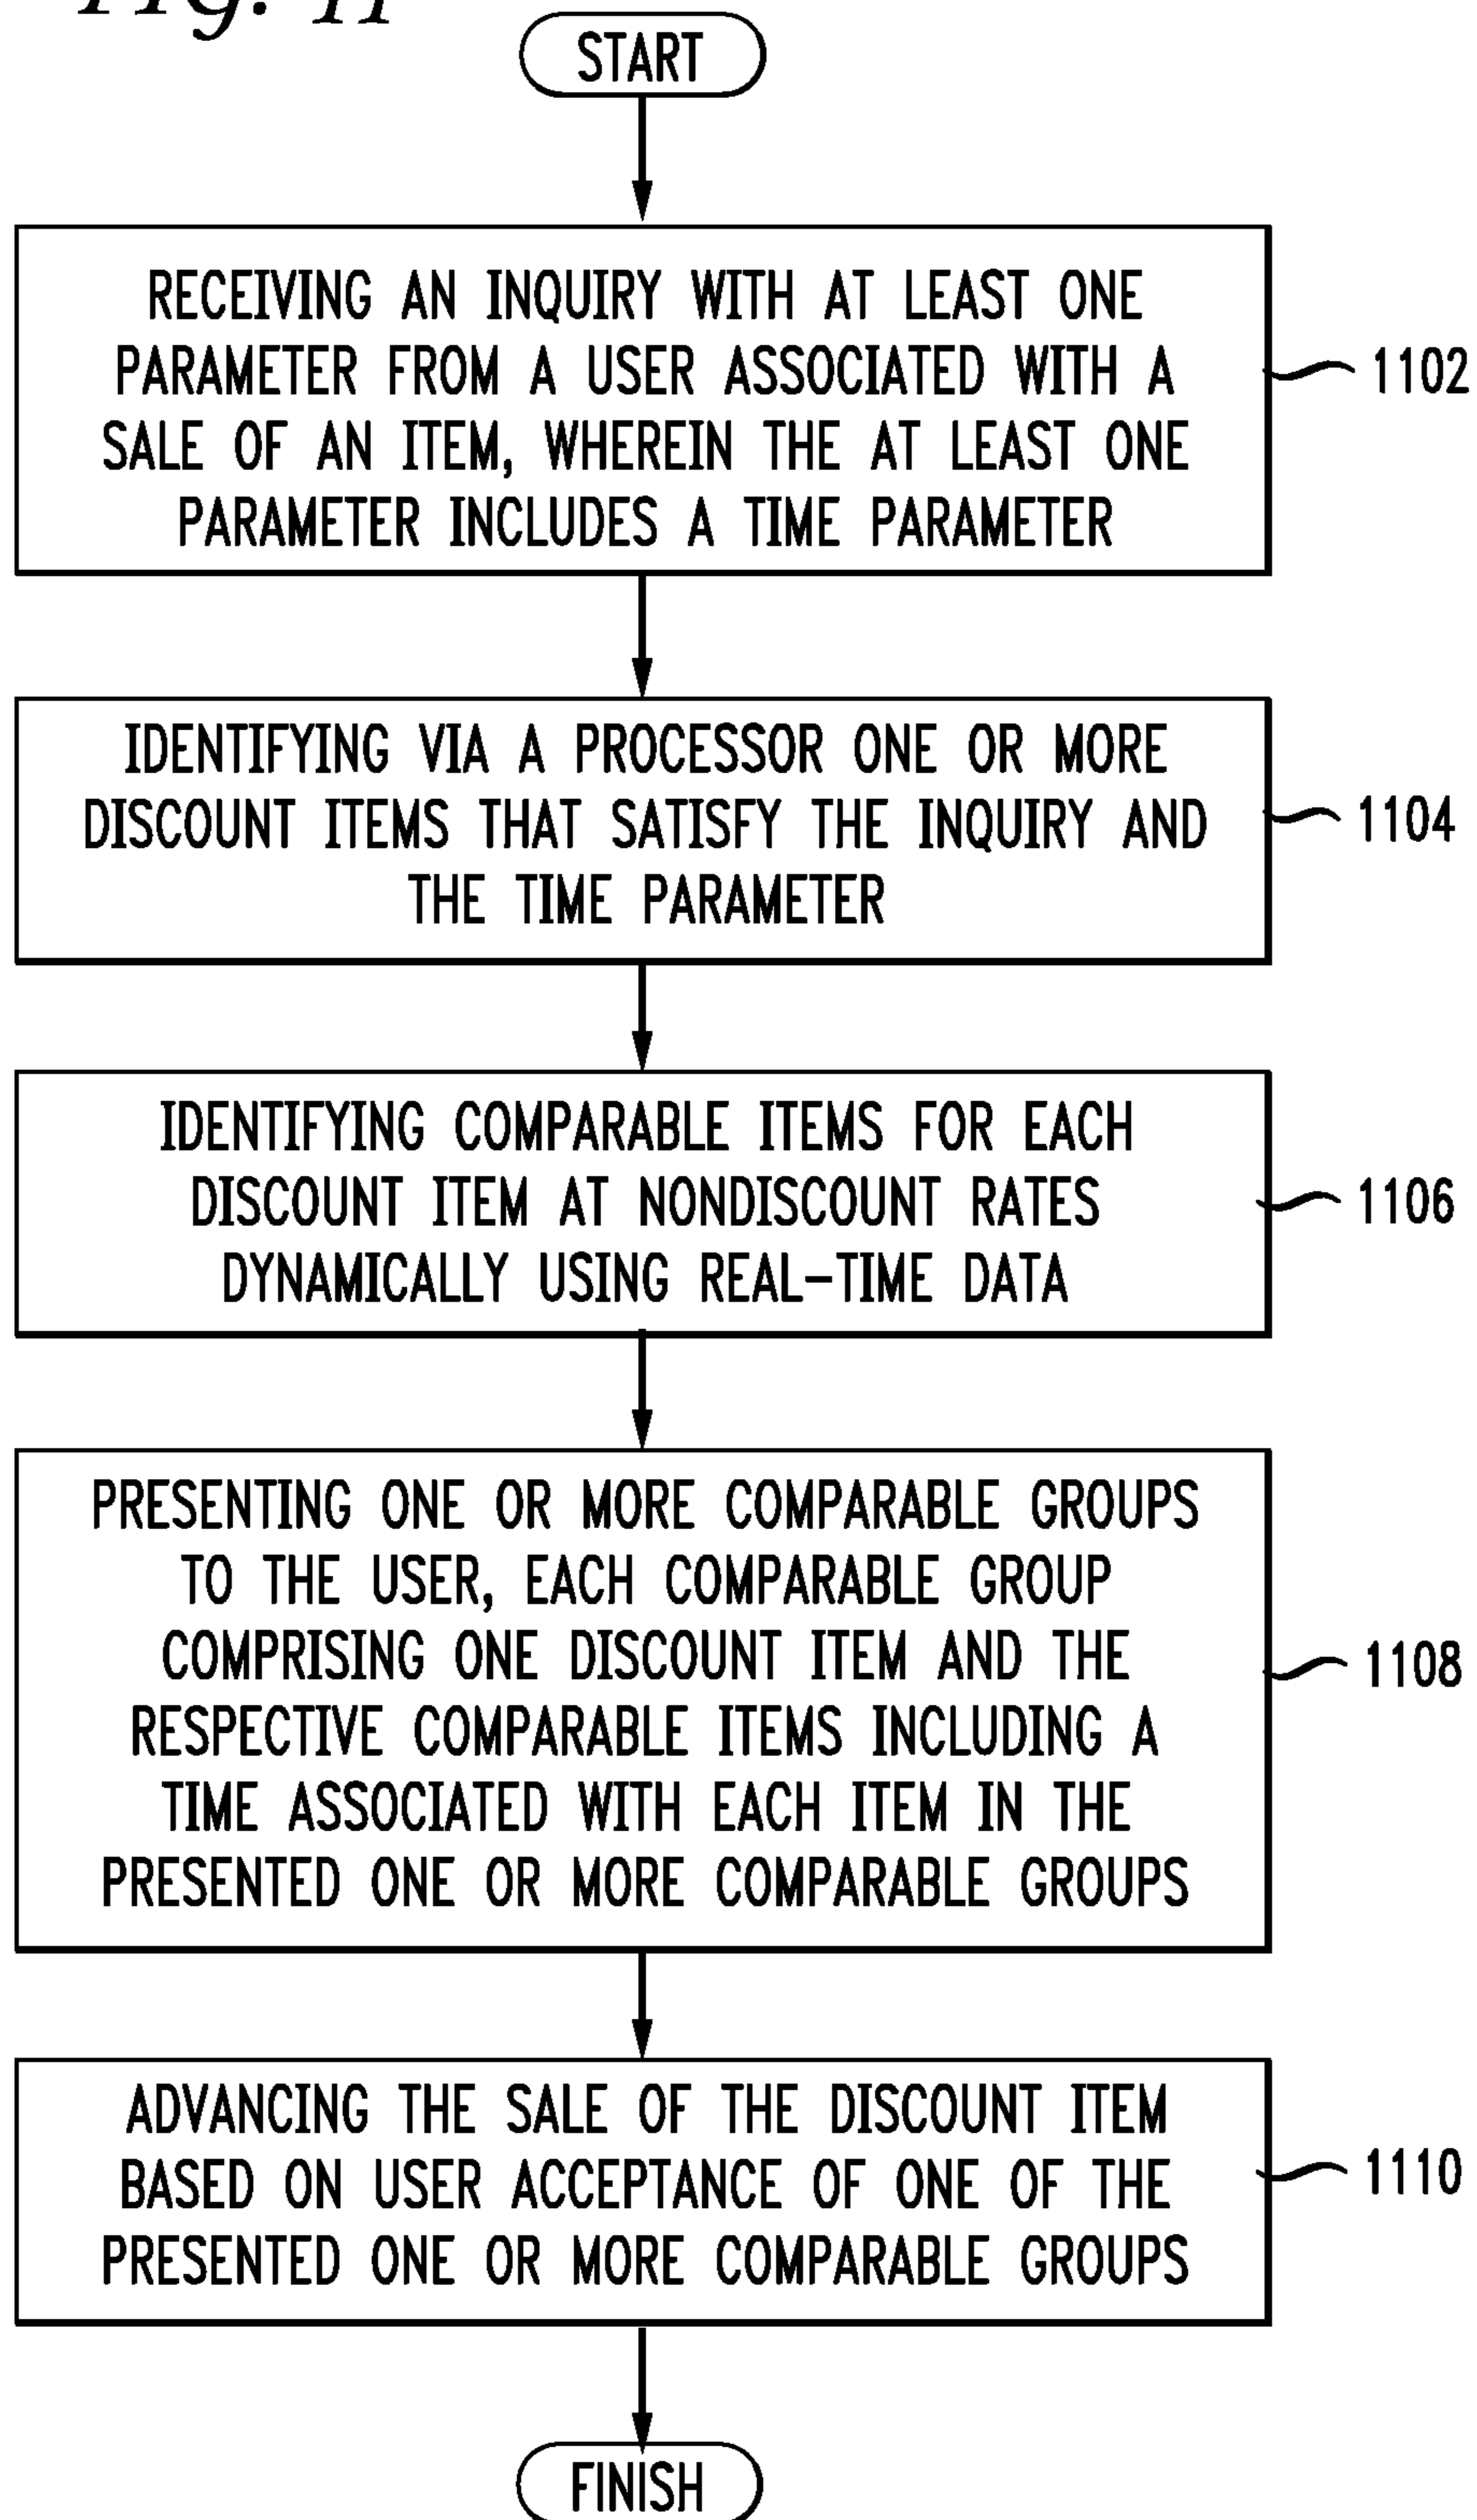 Fig. 11
START
RECEIVING AN INQUIRY WITH AT LEAST ONE
PARAMETER FROM A USER ASSOCIATED WITH A
SALE OF AN ITEM, WHEREIN THE AT LEAST ONE
PARAMETER INCLUDES A TIME PARAMETER
1102
IDENTIFYING VIA A PROCESSOR ONE OR MORE
DISCOUNT ITEMS THAT SATISFY THE INQUIRY AND
THE TIME PARAMETER
1104
IDENTIFYING COMPARABLE ITEMS FOR EACH
DISCOUNT ITEM AT NONDISCOUNT RATES
DYNAMICALLY USING REAL-TIME DATA
1106
PRESENTING ONE OR MORE COMPARABLE GROUPS
TO THE USER, EACH COMPARABLE GROUP
COMPRISING ONE DISCOUNT ITEM AND THE
RESPECTIVE COMPARABLE ITEMS INCLUDING A
TIME ASSOCIATED WITH EACH ITEM IN THE
PRESENTED ONE OR MORE COMPARABLE GROUPS
1108
ADVANCING THE SALE OF THE DISCOUNT ITEM
BASED ON USER ACCEPTANCE OF ONE OF THE
PRESENTED ONE OR MORE COMPARABLE GROUPS
1110
FINISH